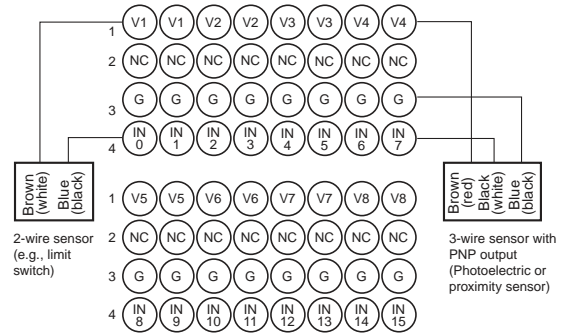 1 V1 V1 V2 V2 V3 V3 V4 V4
2 NC NC NC NC NC NC NC NC
3 G G G G G G G G
4 IN 0 IN 1 IN 2 IN 3 IN 4 IN 5 IN 6 IN 7
Brown (white)
Blue (black)
Brown (red)
Black (white)
Blue (black)
2-wire sensor
(e.g., limit
switch)
3-wire sensor with
PNP output
(Photoelectric or
proximity sensor)
1 V5 V5 V6 V6 V7 V7 V8 V8
2 NC NC NC NC NC NC NC NC
3 G G G G G G G G
4 IN 8 IN 9 IN 10 IN 11 IN 12 IN 13 IN 14 IN 15